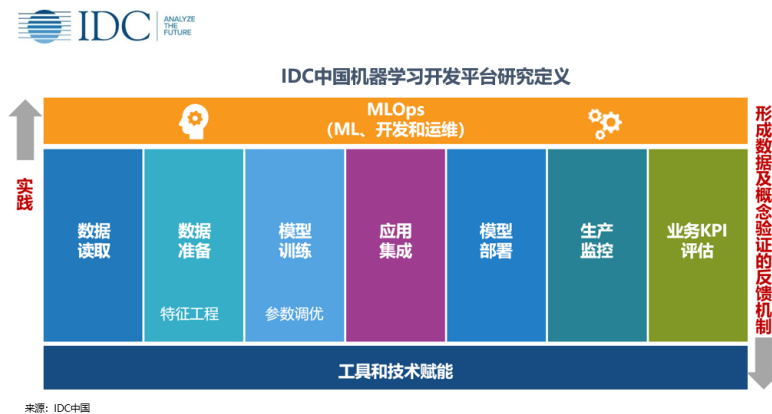 IDC
ANALYZE
THE
FUTURE
IDC中国机器学习开发平台研究定义
MLOps
（ML、开发和运维）
实践
数据
读取
数据
准备
特征工程
模型
训练
参数调优
应用
集成
模型
部署
生产
监控
业务KPI
评估
形成数据及概念验证的反馈机制
工具和技术赋能
来源：IDC中国